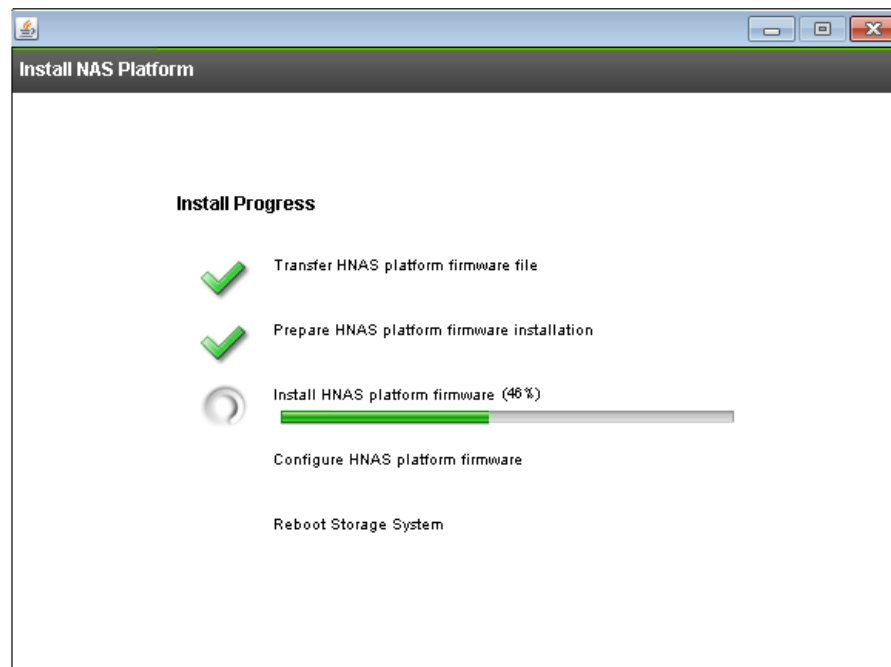 Install NAS Platform
Install Progress
Transfer HNAS platform firmware file
Prepare HNAS platform firmware installation
Install HNAS platform firmware (46%)
Configure HNAS platform firmware
Reboot Storage System